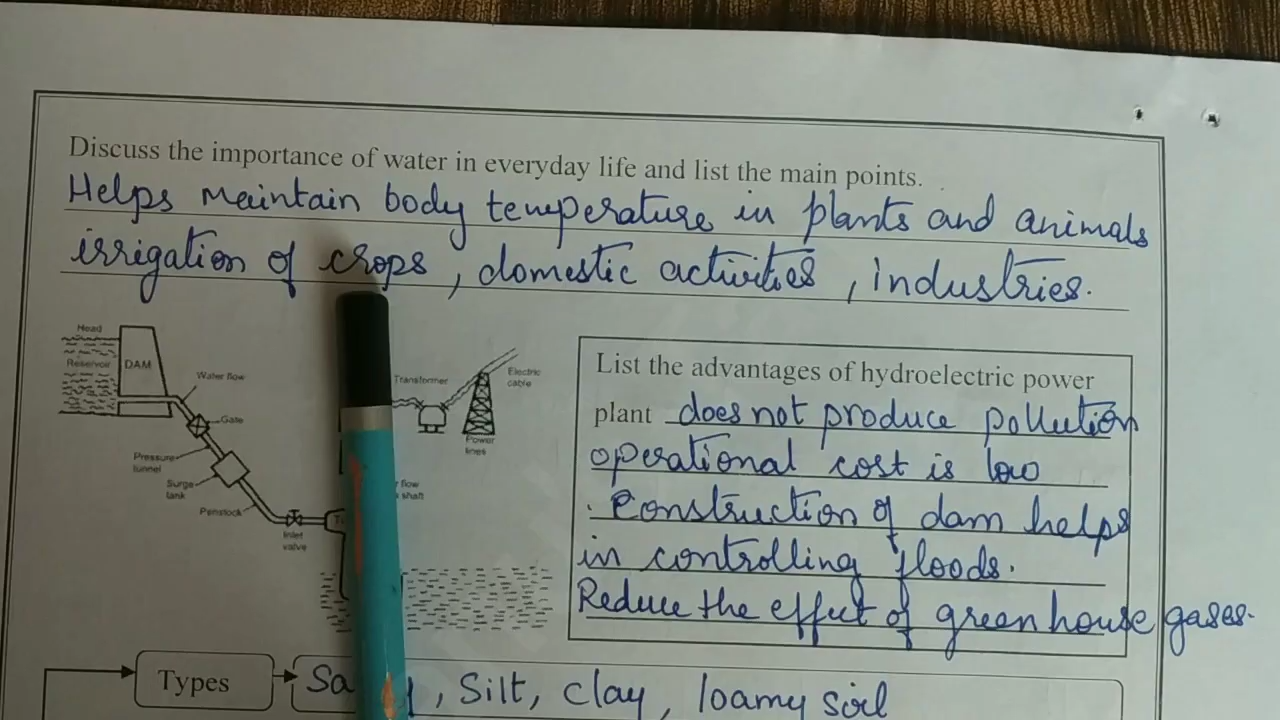 Discuss the importance of water in everyday life and list the main points.
Helps maintain body temperature in plants and animals
irrigation of crops, domestic activities, industries.
Head
Reservoir
DAM
Water flow
Gate
Pressure
tunnel
Surge
tank
Penstock
Inlet
valve
Transformer
Electric
cable
Power
lines
flow
shaft
List the advantages of hydroelectric power
plant does not produce pollution
operational cost is low
. Construction of dam helps
in controlling floods.
Reduce the effect of green house gases.
Types
, Silt, clay, loamy soil